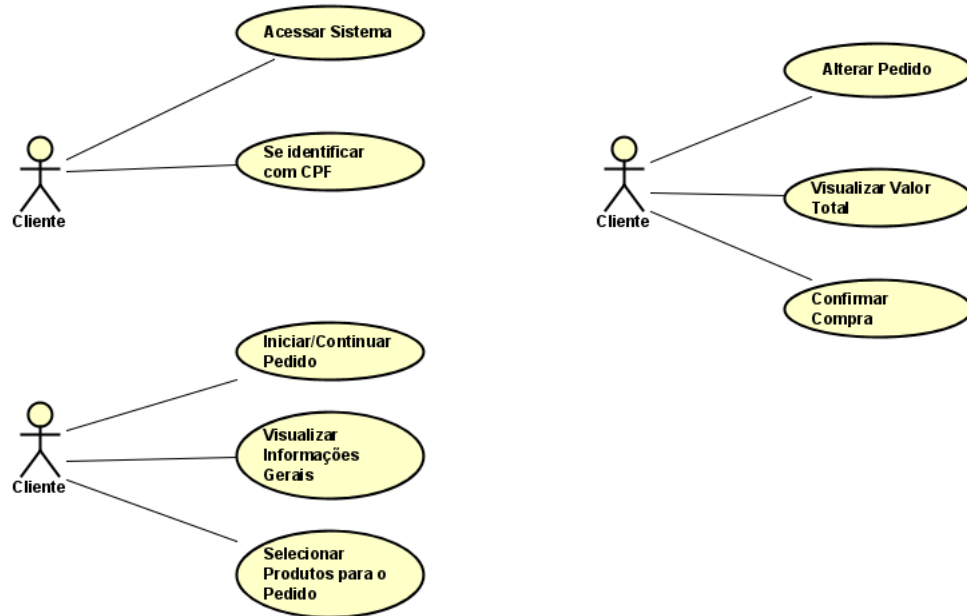 Acessar Sistema
Se identificar
com CPF
Cliente
Alterar Pedido
Visualizar Valor
Total
Cliente
Confirmar
Compra
Iniciar/Continuar
Pedido
Visualizar
Informações
Gerais
Cliente
Selecionar
Produtos para o
Pedido